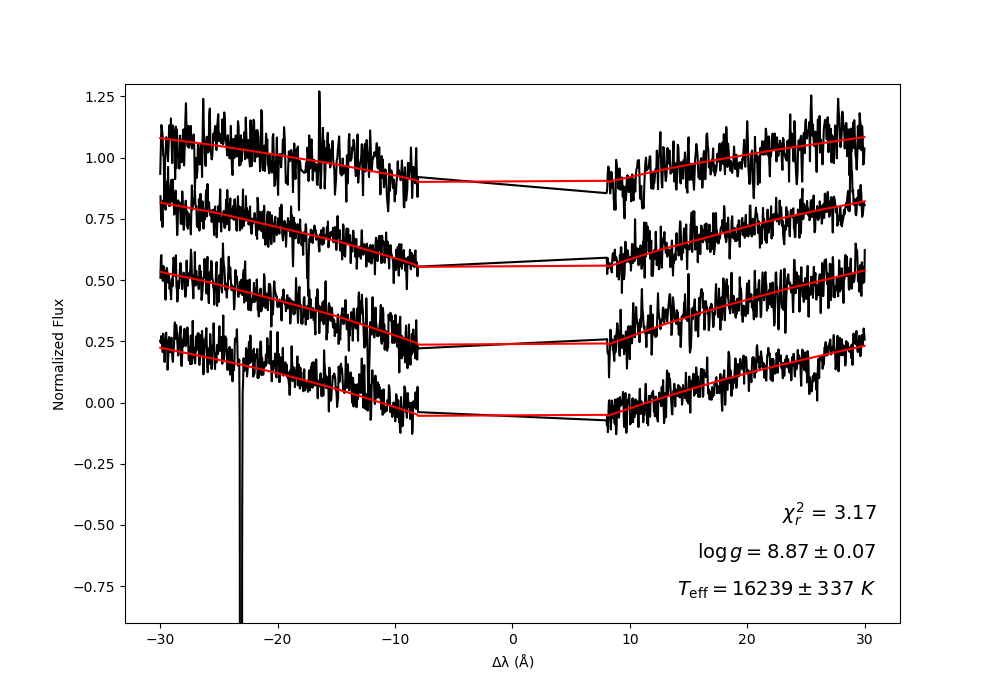 1.25
1.00
0.75
0.50
0.25
0.00
−0.25
−0.50
−0.75
Normalized Flux
χ²ᵣ = 3.17
log g = 8.87 ± 0.07
T_eff = 16239 ± 337 K
−30 −20 −10 0 10 20 30
Δλ (Å)